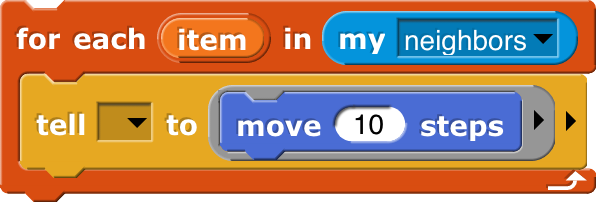 for each item in my neighbors
tell to move 10 steps